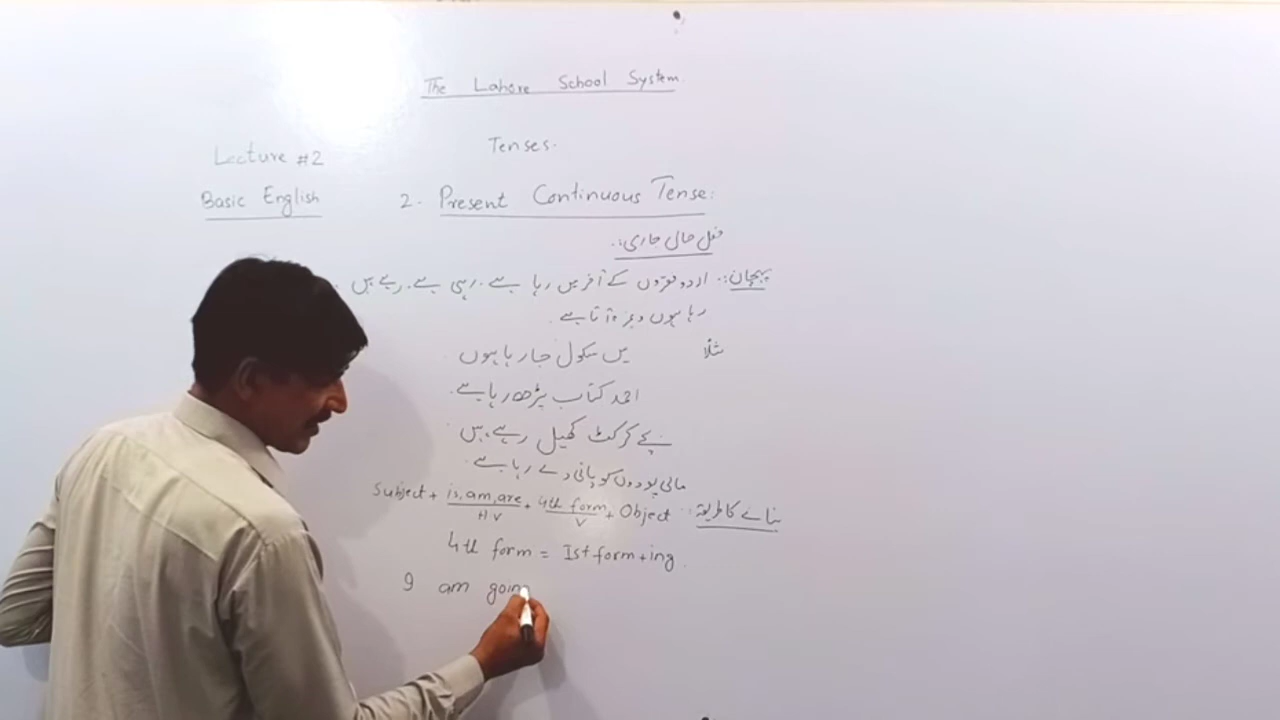 The Lahore School System.
Tenses.
Lecture #2
Basic English
2. Present Continuous Tense:
فعل حال جاری:.
پہچان:. اردو فقروں کے آخر میں رہا ہے۔ رہی ہے۔ رہے ہیں
رہا ہوں وغیرہ آتا ہے۔
مثلاً میں سکول جا رہا ہوں
احمد کتاب پڑھ رہا ہے۔
بچے کرکٹ کھیل رہے ہیں
مالی پودوں کو پانی دے رہا ہے۔
بنانے کا طریقہ:. Subject + is, am, are + 4th form + Object
HV V
4th form = Ist form + ing.
I am goin